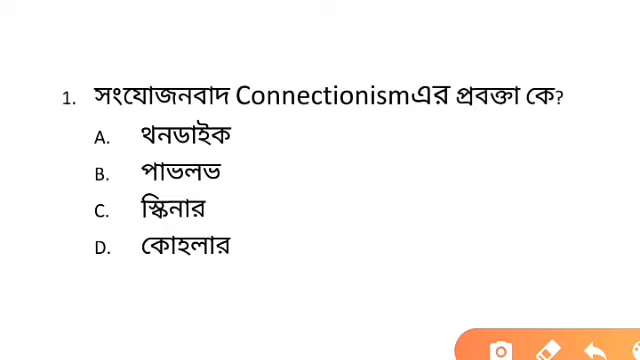 1. সংযোজনবাদ Connectionismএর প্রবক্তা কে?
A. থনডাইক
B. পাভলভ
C. স্কিনার
D. কোহলার